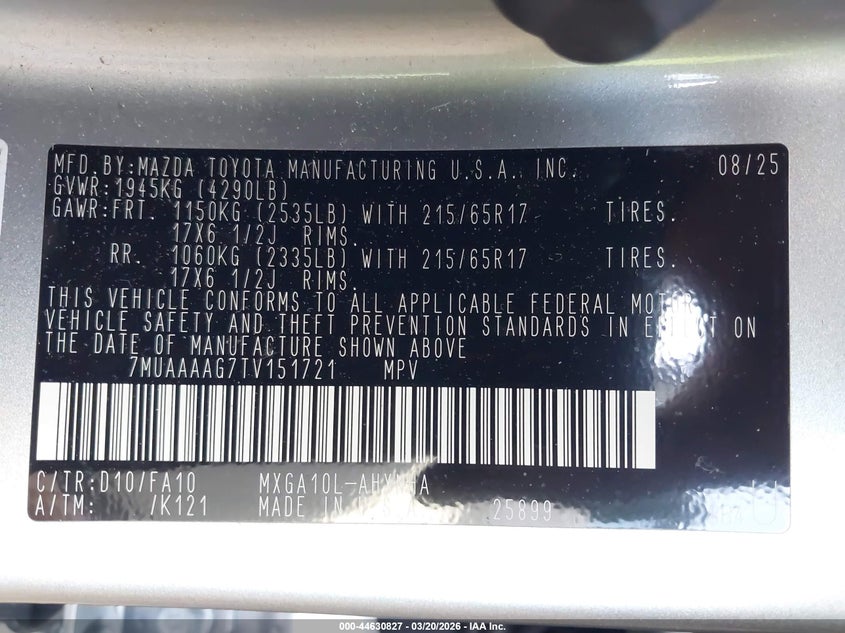 MFD.BY:MAZDA TOYOTA MANUFACTURING U.S.A. INC. 08/25
GVWR:1945KG (4290LB)
GAWR:FRT. 1150KG (2535LB) WITH 215/65R17 TIRES.
17X6 1/2J RIMS.
RR. 1060KG (2335LB) WITH 215/65R17 TIRES.
17X6 1/2J RIMS.
THIS VEHICLE CONFORMS TO ALL APPLICABLE FEDERAL MOTOR
VEHICLE SAFETY AND THEFT PREVENTION STANDARDS IN EFFECT ON
THE DATE OF MANUFACTURE SHOWN ABOVE
7MUAAAAG7TV151721 MPV
C/TR:D10/FA10
A/TM: /K121 MADE IN U.S.A. 25899
000-44630827 - 03/20/2026 - IAA Inc.